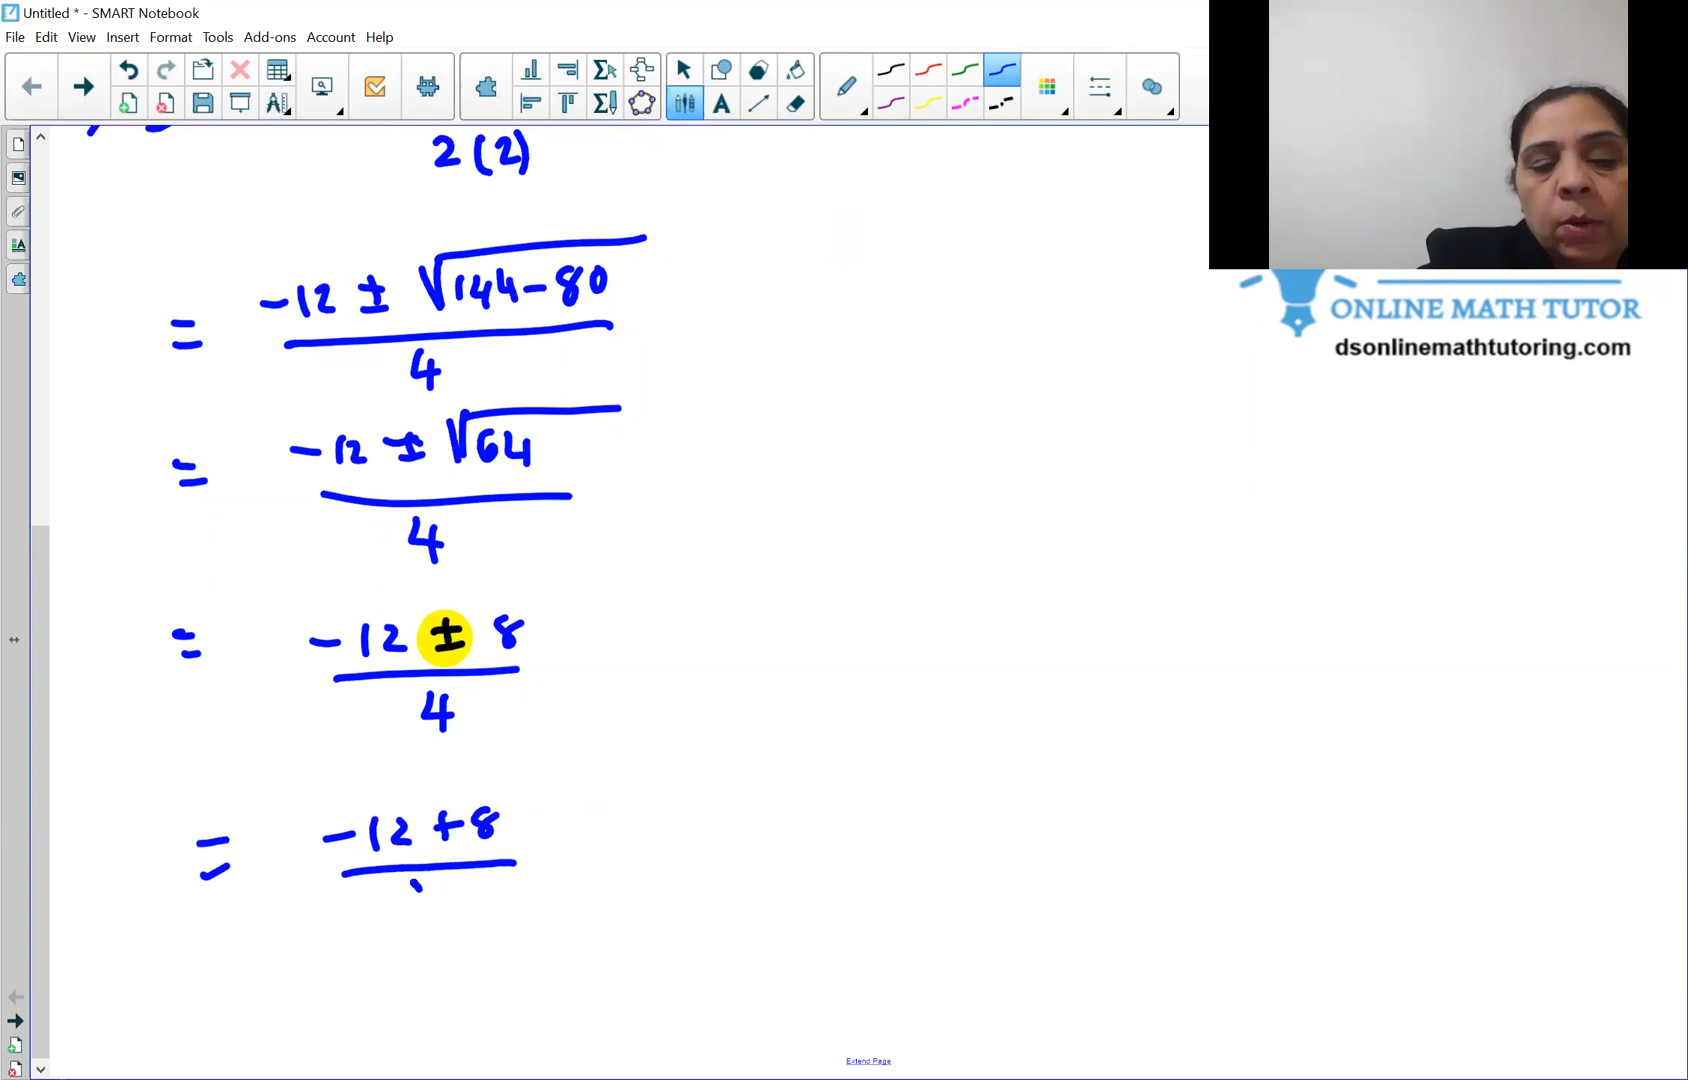 Untitled * - SMART Notebook
File Edit View Insert Format Tools Add-ons Account Help
2 (2)
= -12 ± √144-80
4
= -12 ± √64
4
= -12 ± 8
4
= -12 + 8
ONLINE MATH TUTOR
dsonlinemathtutoring.com
Extend Page